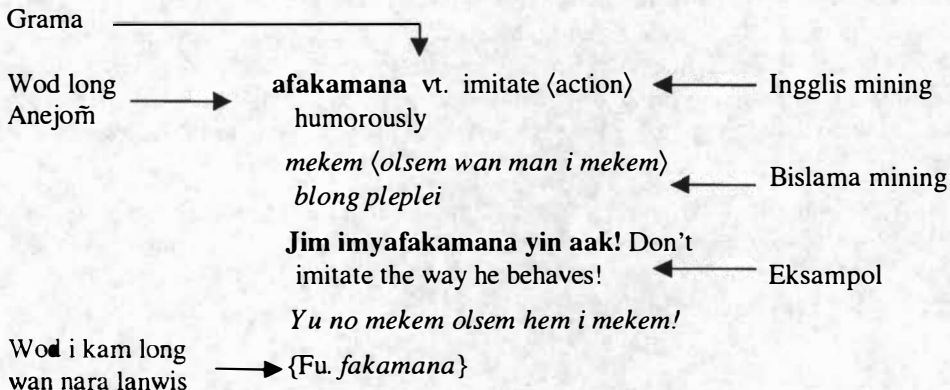 Grama
Wod long
Anejom̃
afakamana vt. imitate ⟨action⟩
humorously
Ingglis mining
mekem ⟨olsem wan man i mekem⟩
blong pleplei
Bislama mining
Jim imyafakamana yin aak! Don't
imitate the way he behaves!
Eksampol
Yu no mekem olsem hem i mekem!
Wod i kam long
wan nara lanwis
{Fu. fakamana}